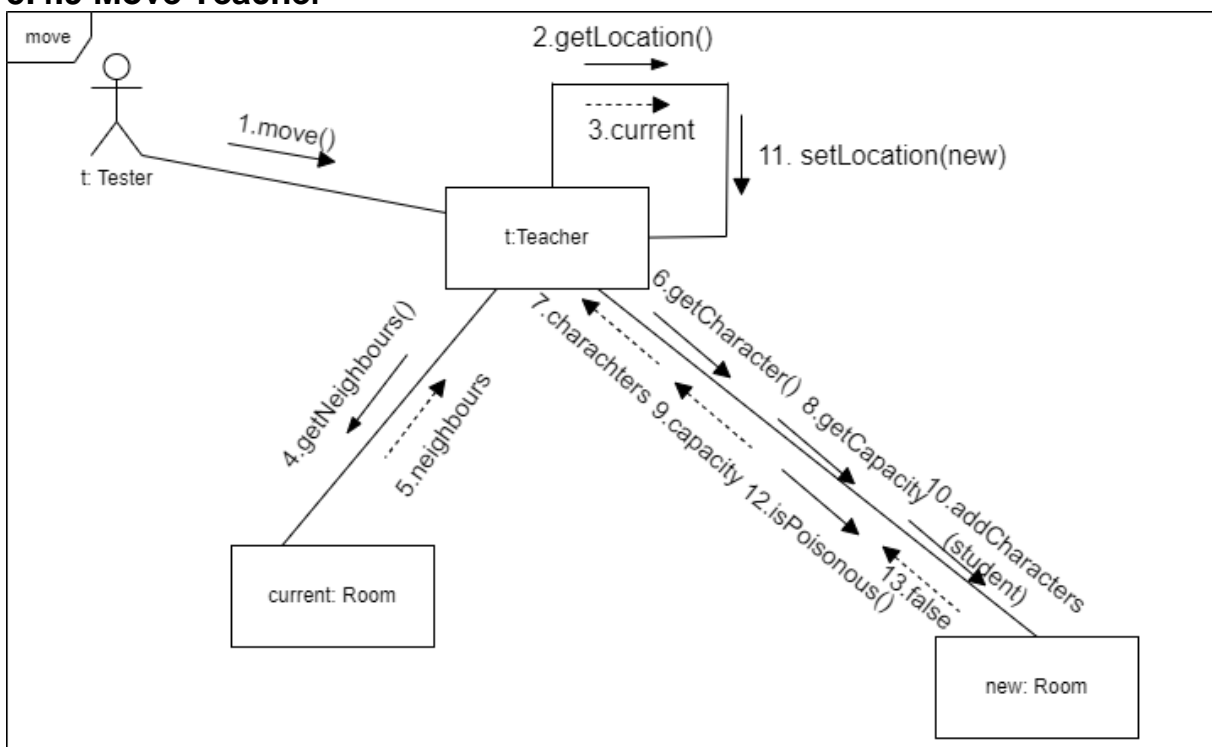 move
2.getLocation()
3.current
1.move()
11. setLocation(new)
t: Tester
t:Teacher
6.getCharacter()
7.charachters
4.getNeighbours()
5.neighbours
8.getCapacity
9.capacity
10.addCharacters
(student)
12.isPoisonous()
13.false
current: Room
new: Room